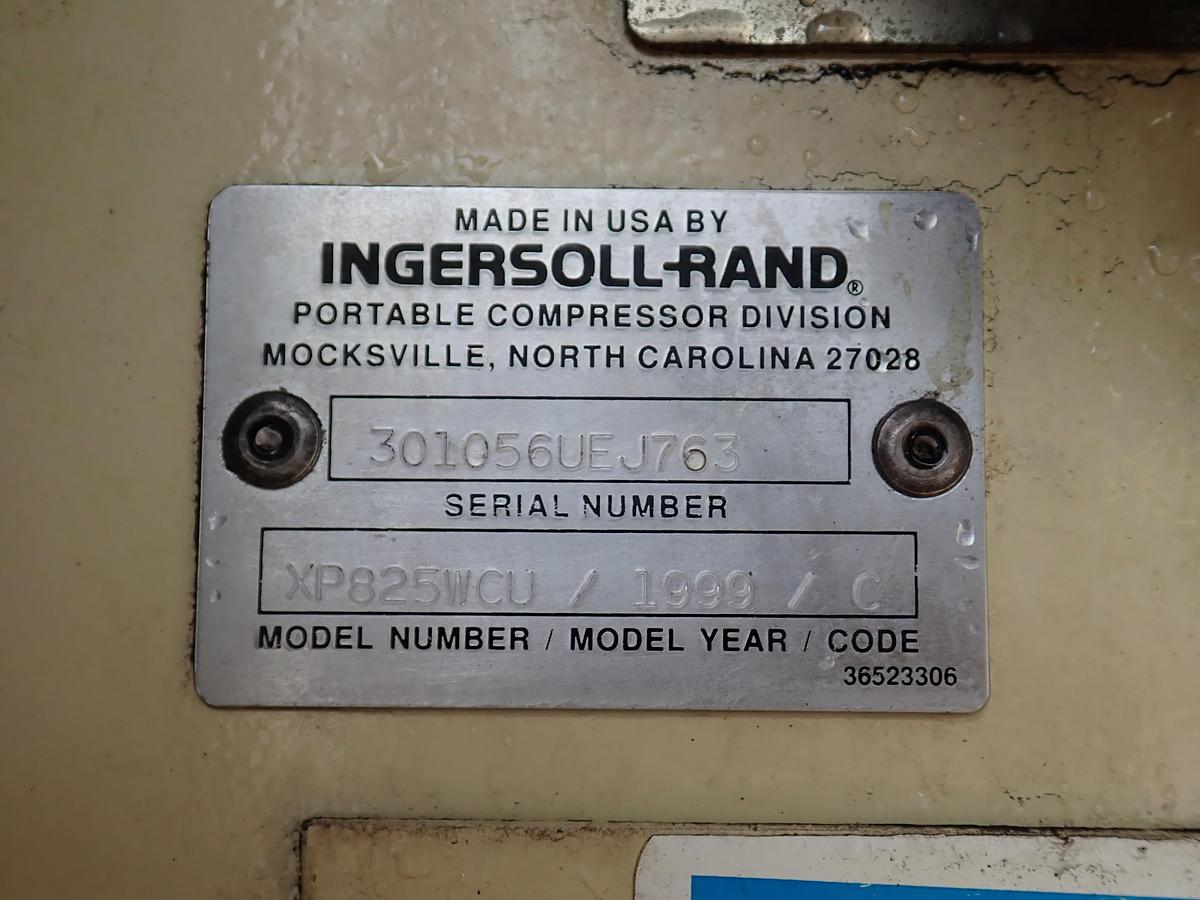 MADE IN USA BY
INGERSOLL-RAND®
PORTABLE COMPRESSOR DIVISION
MOCKSVILLE, NORTH CAROLINA 27028
301056UEJ763
SERIAL NUMBER
XP825WCU / 1999 / C
MODEL NUMBER / MODEL YEAR / CODE
36523306